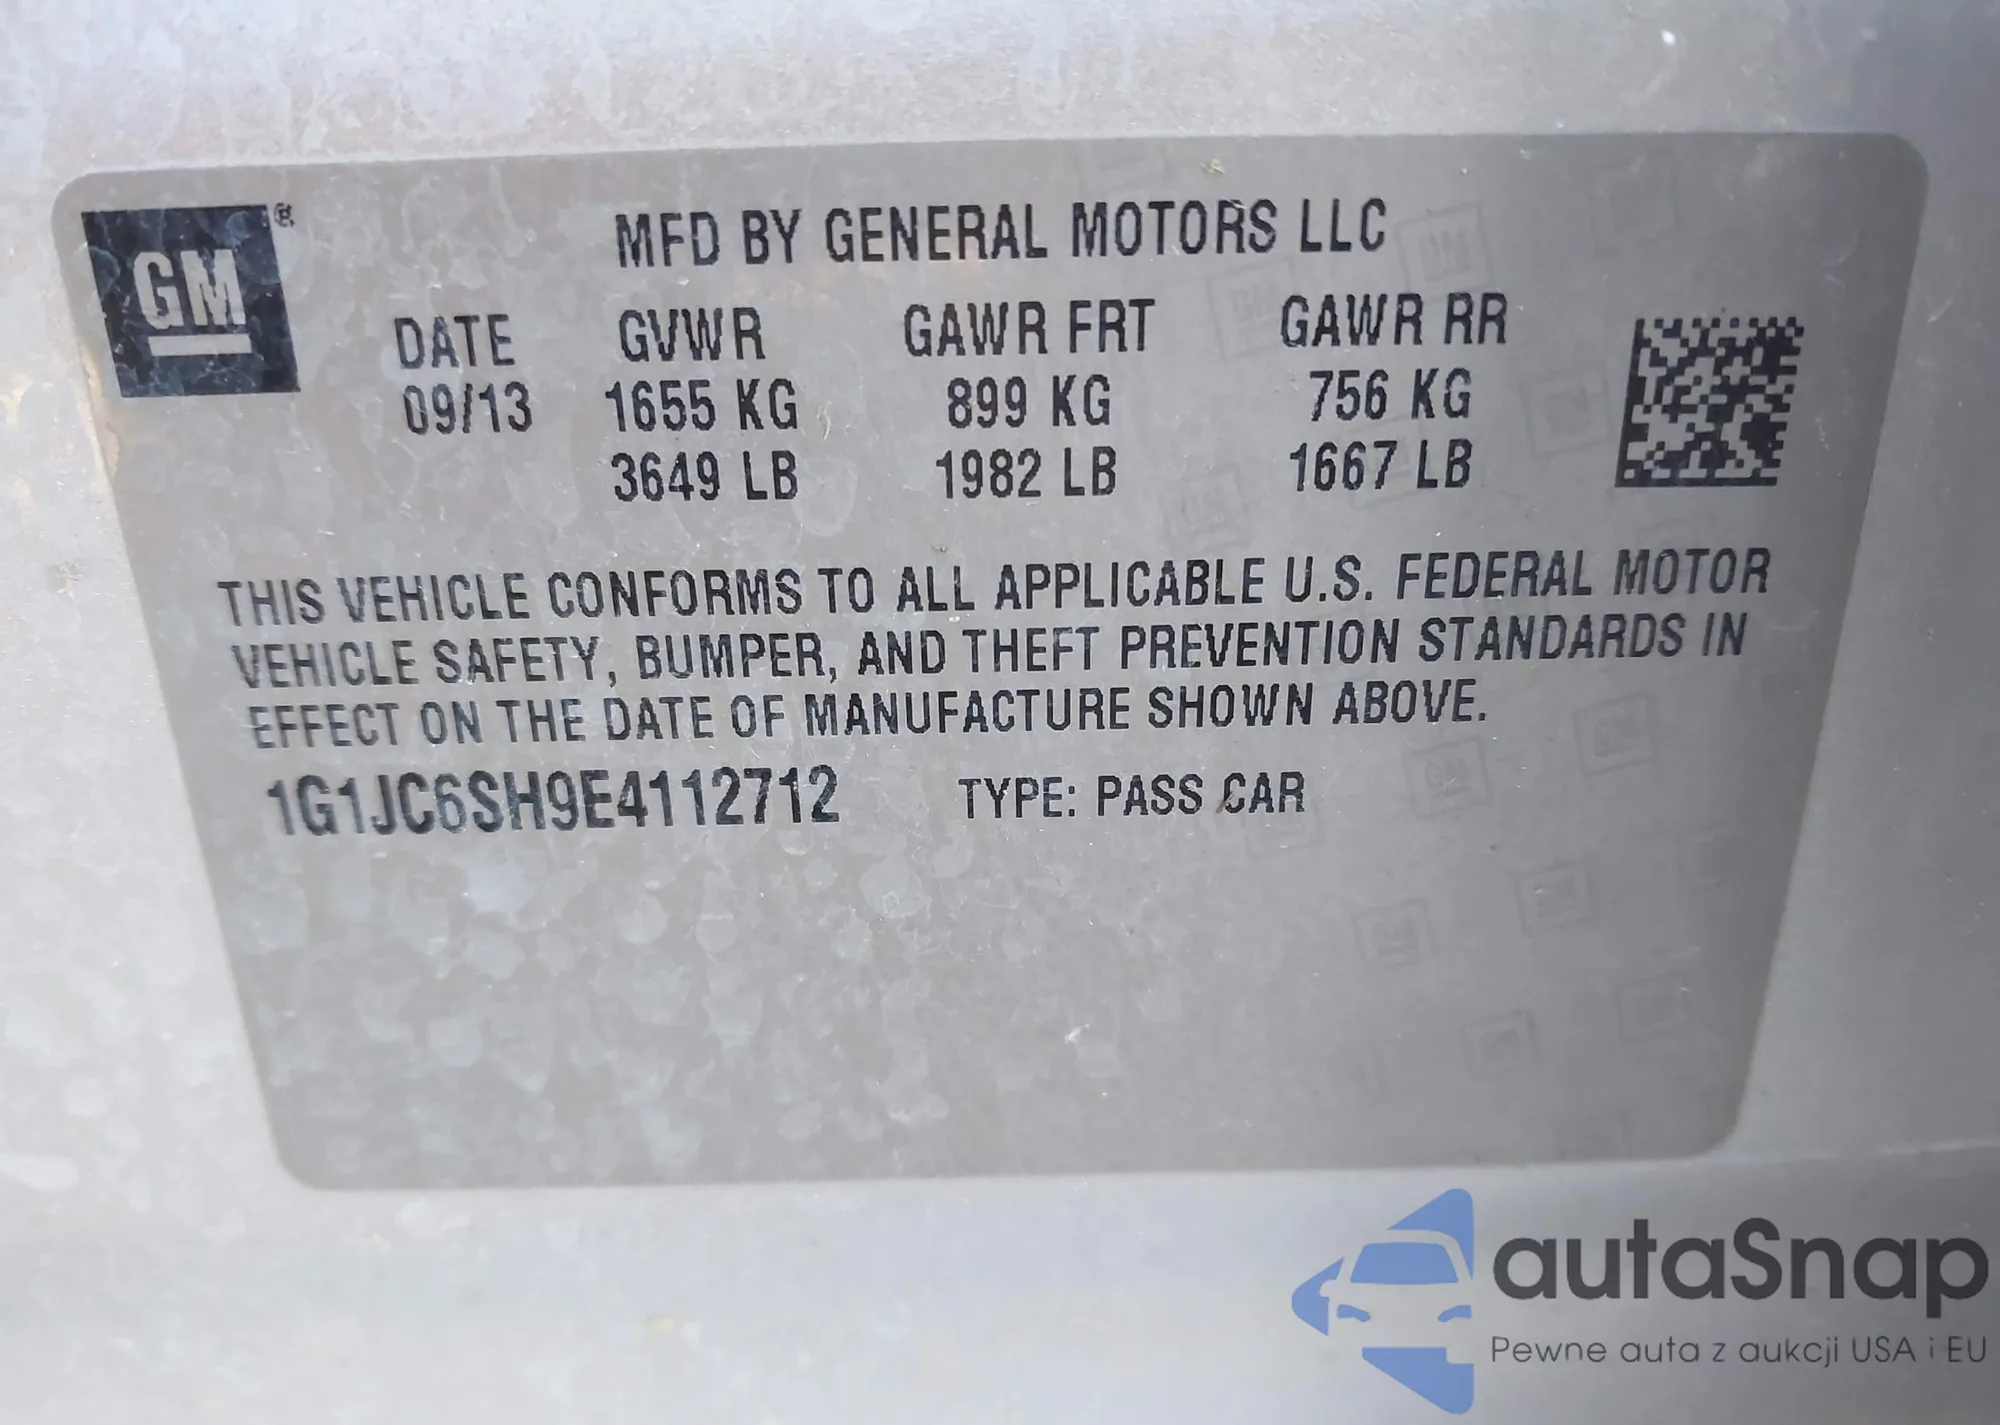 GM®
MFD BY GENERAL MOTORS LLC
DATE GVWR GAWR FRT GAWR RR
09/13 1655 KG 899 KG 756 KG
3649 LB 1982 LB 1667 LB
THIS VEHICLE CONFORMS TO ALL APPLICABLE U.S. FEDERAL MOTOR
VEHICLE SAFETY, BUMPER, AND THEFT PREVENTION STANDARDS IN
EFFECT ON THE DATE OF MANUFACTURE SHOWN ABOVE.
1G1JC6SH9E4112712 TYPE: PASS CAR
autaSnap
Pewne auta z aukcji USA i EU